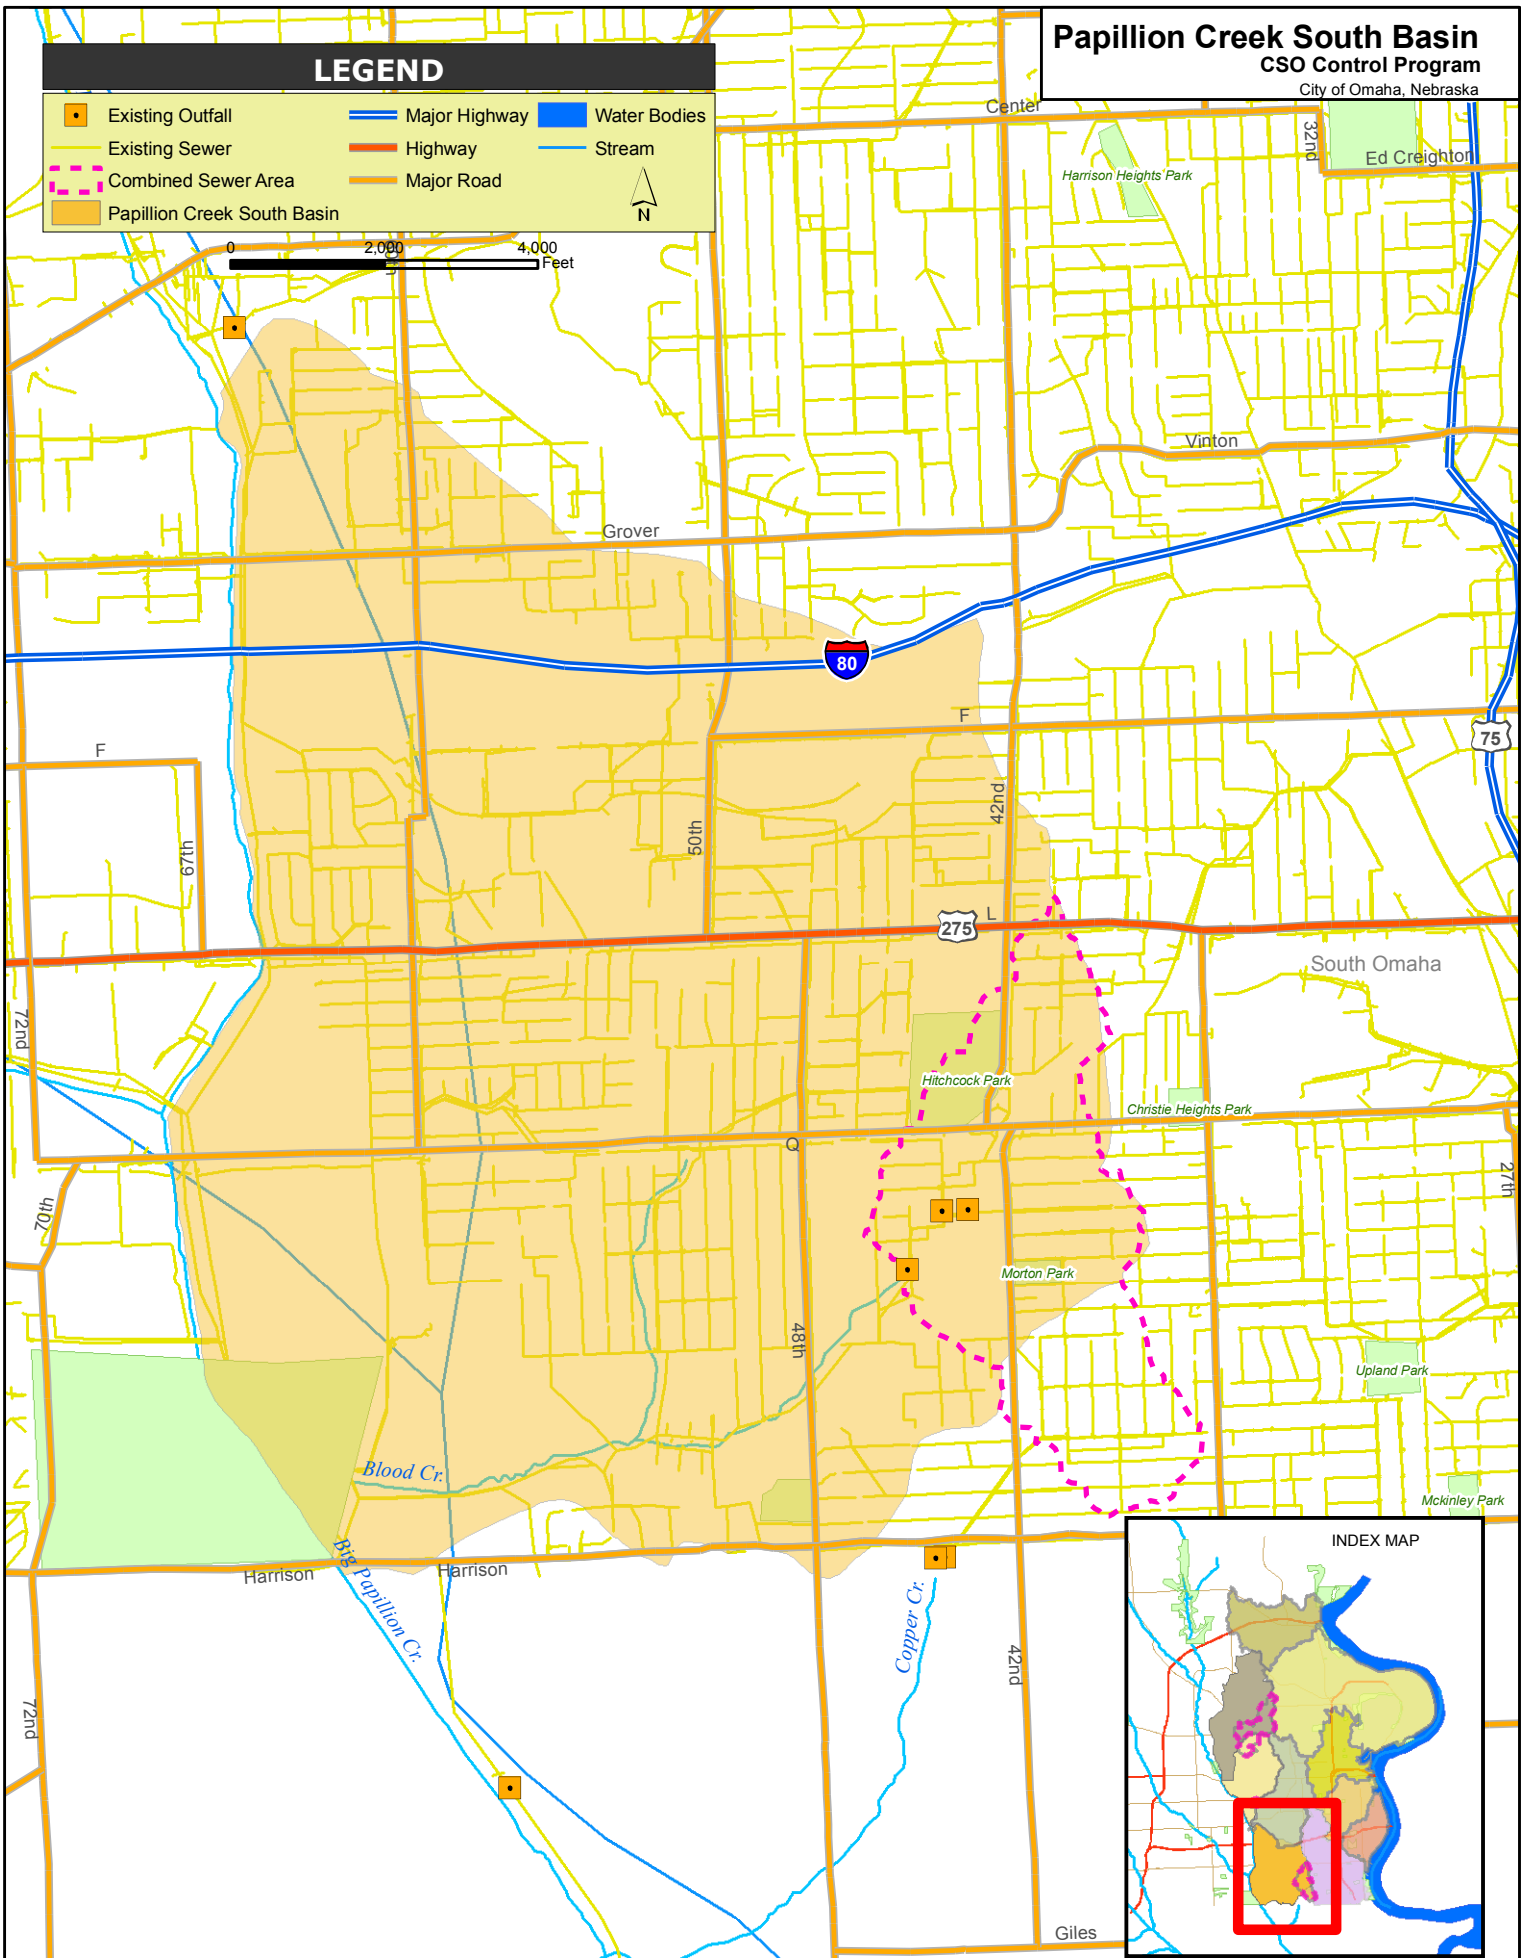 Papillion Creek South Basin
CSO Control Program
City of Omaha, Nebraska
LEGEND
Existing Outfall
Existing Sewer
Combined Sewer Area
Papillion Creek South Basin
Major Highway
Highway
Major Road
Water Bodies
Stream
N
0 2,000 4,000
Feet
Center
32nd
Ed Creighton
Harrison Heights Park
Vinton
Grover
80
F
F
75
67th
50th
42nd
L
275
South Omaha
72nd
Hitchcock Park
Christie Heights Park
Q
27th
70th
Morton Park
48th
Upland Park
Blood Cr.
Mckinley Park
Harrison
Harrison
Big Papillion Cr.
Copper Cr.
42nd
72nd
Giles
INDEX MAP